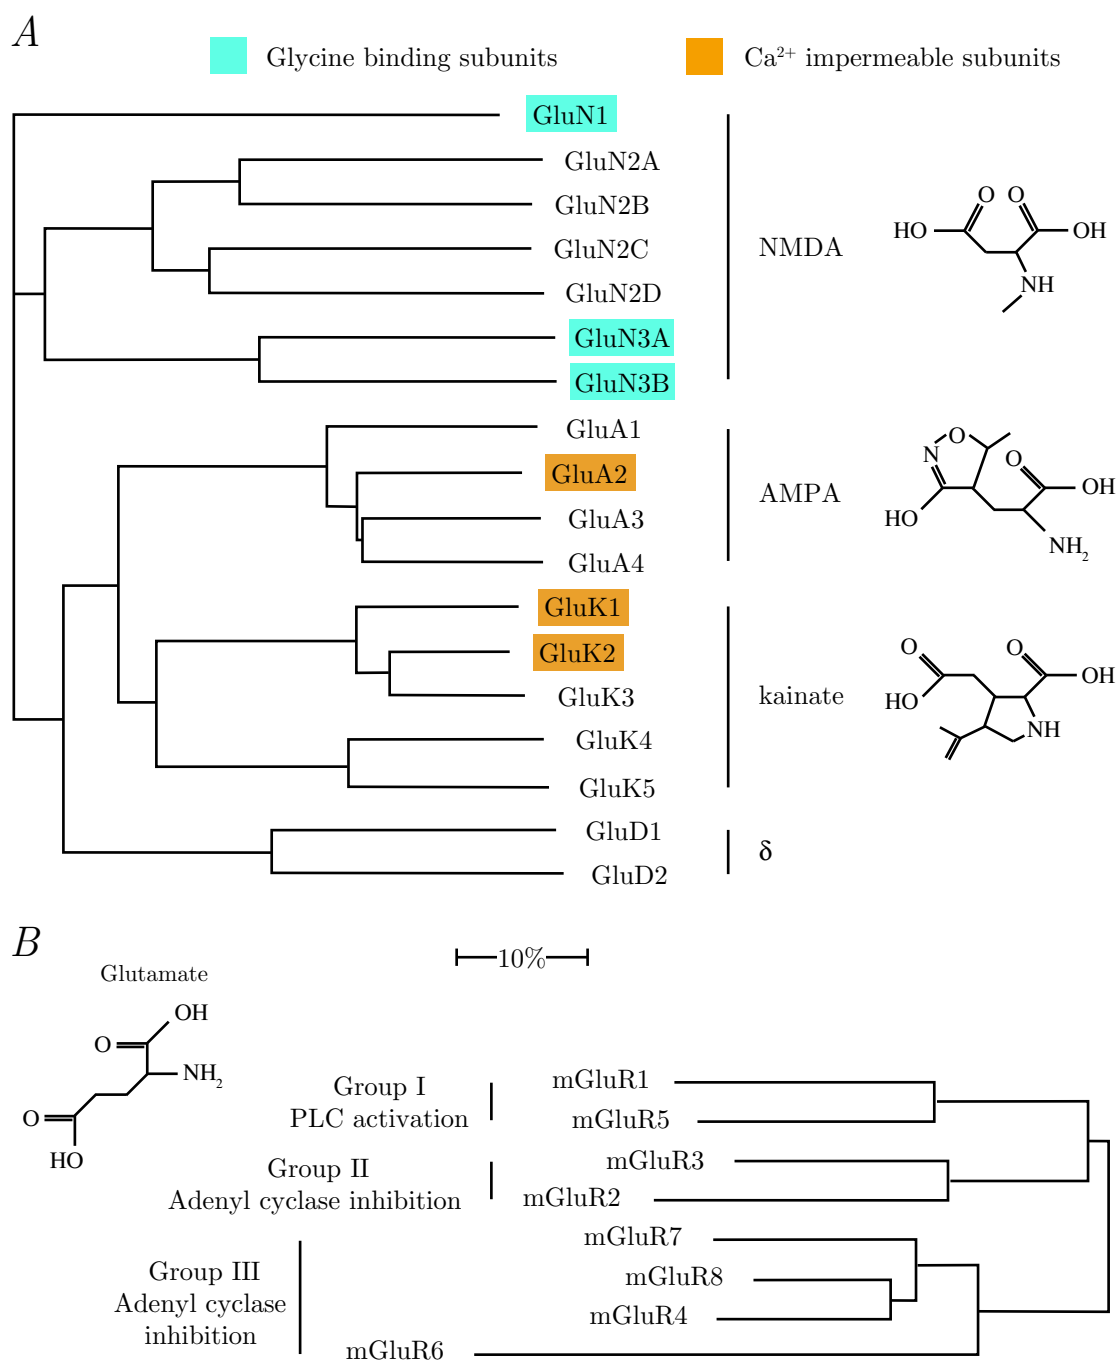 A
Glycine binding subunits
Ca²⁺ impermeable subunits
GluN1
GluN2A
GluN2B
GluN2C
GluN2D
GluN3A
GluN3B
NMDA
O
O
HO
OH
NH
GluA1
GluA2
GluA3
GluA4
AMPA
O
N
O
OH
HO
NH₂
GluK1
GluK2
GluK3
GluK4
GluK5
kainate
O
O
OH
HO
NH
GluD1
GluD2
δ
B
10%
Glutamate
OH
O
NH₂
O
HO
Group I
PLC activation
mGluR1
mGluR5
Group II
Adenyl cyclase inhibition
mGluR3
mGluR2
Group III
Adenyl cyclase
inhibition
mGluR7
mGluR8
mGluR4
mGluR6